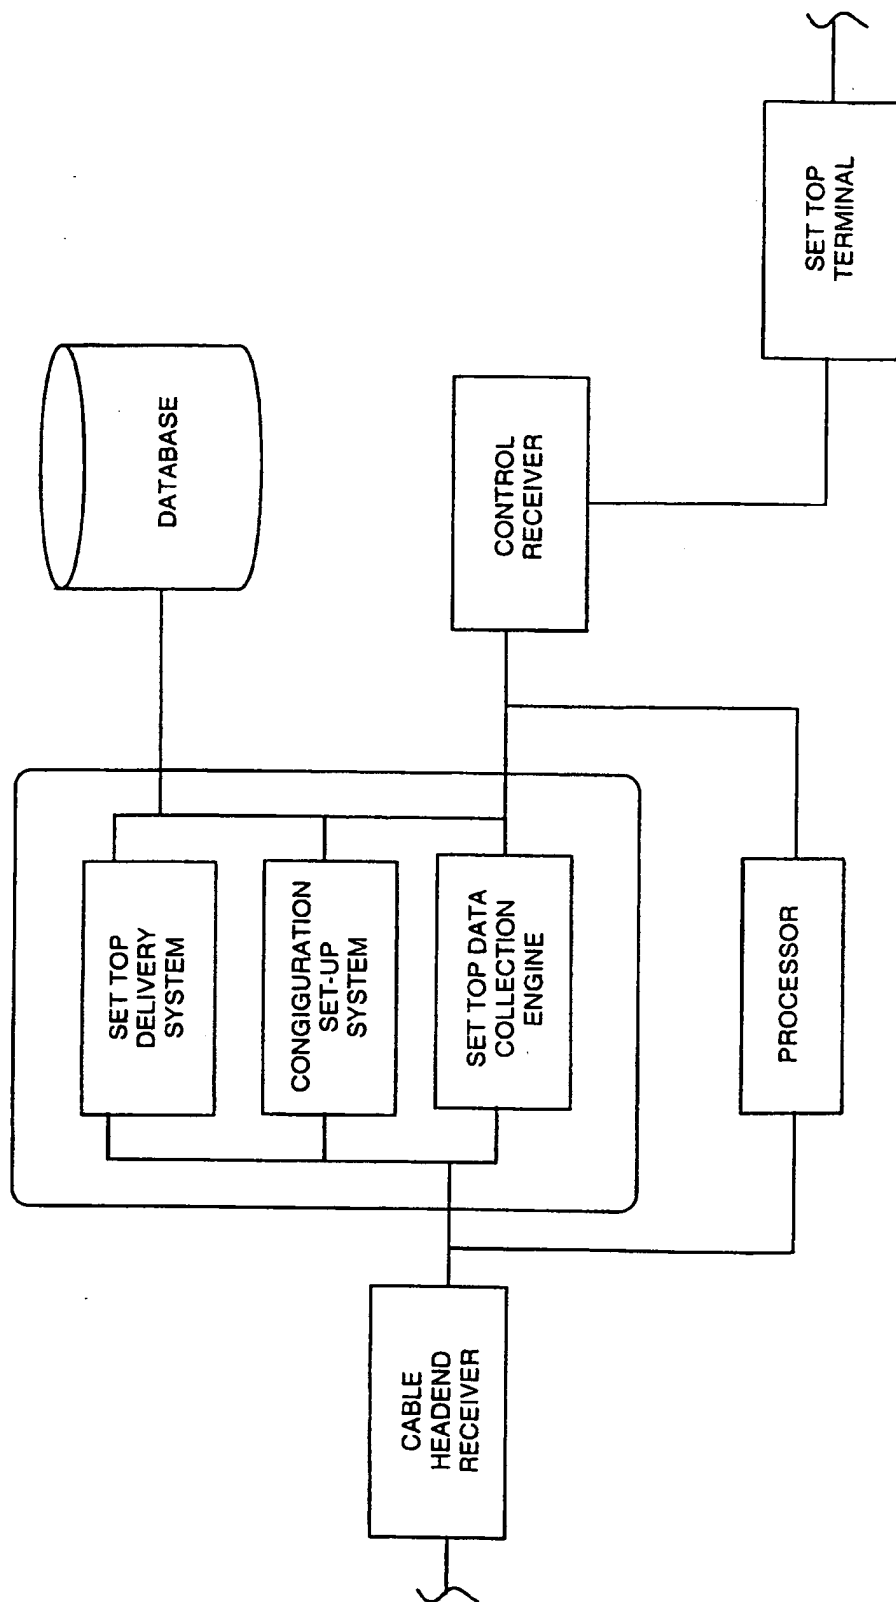 DATABASE
SET TOP
DELIVERY
SYSTEM
CONGIGURATION
SET-UP
SYSTEM
SET TOP DATA
COLLECTION
ENGINE
CABLE
HEADEND
RECEIVER
CONTROL
RECEIVER
PROCESSOR
SET TOP
TERMINAL